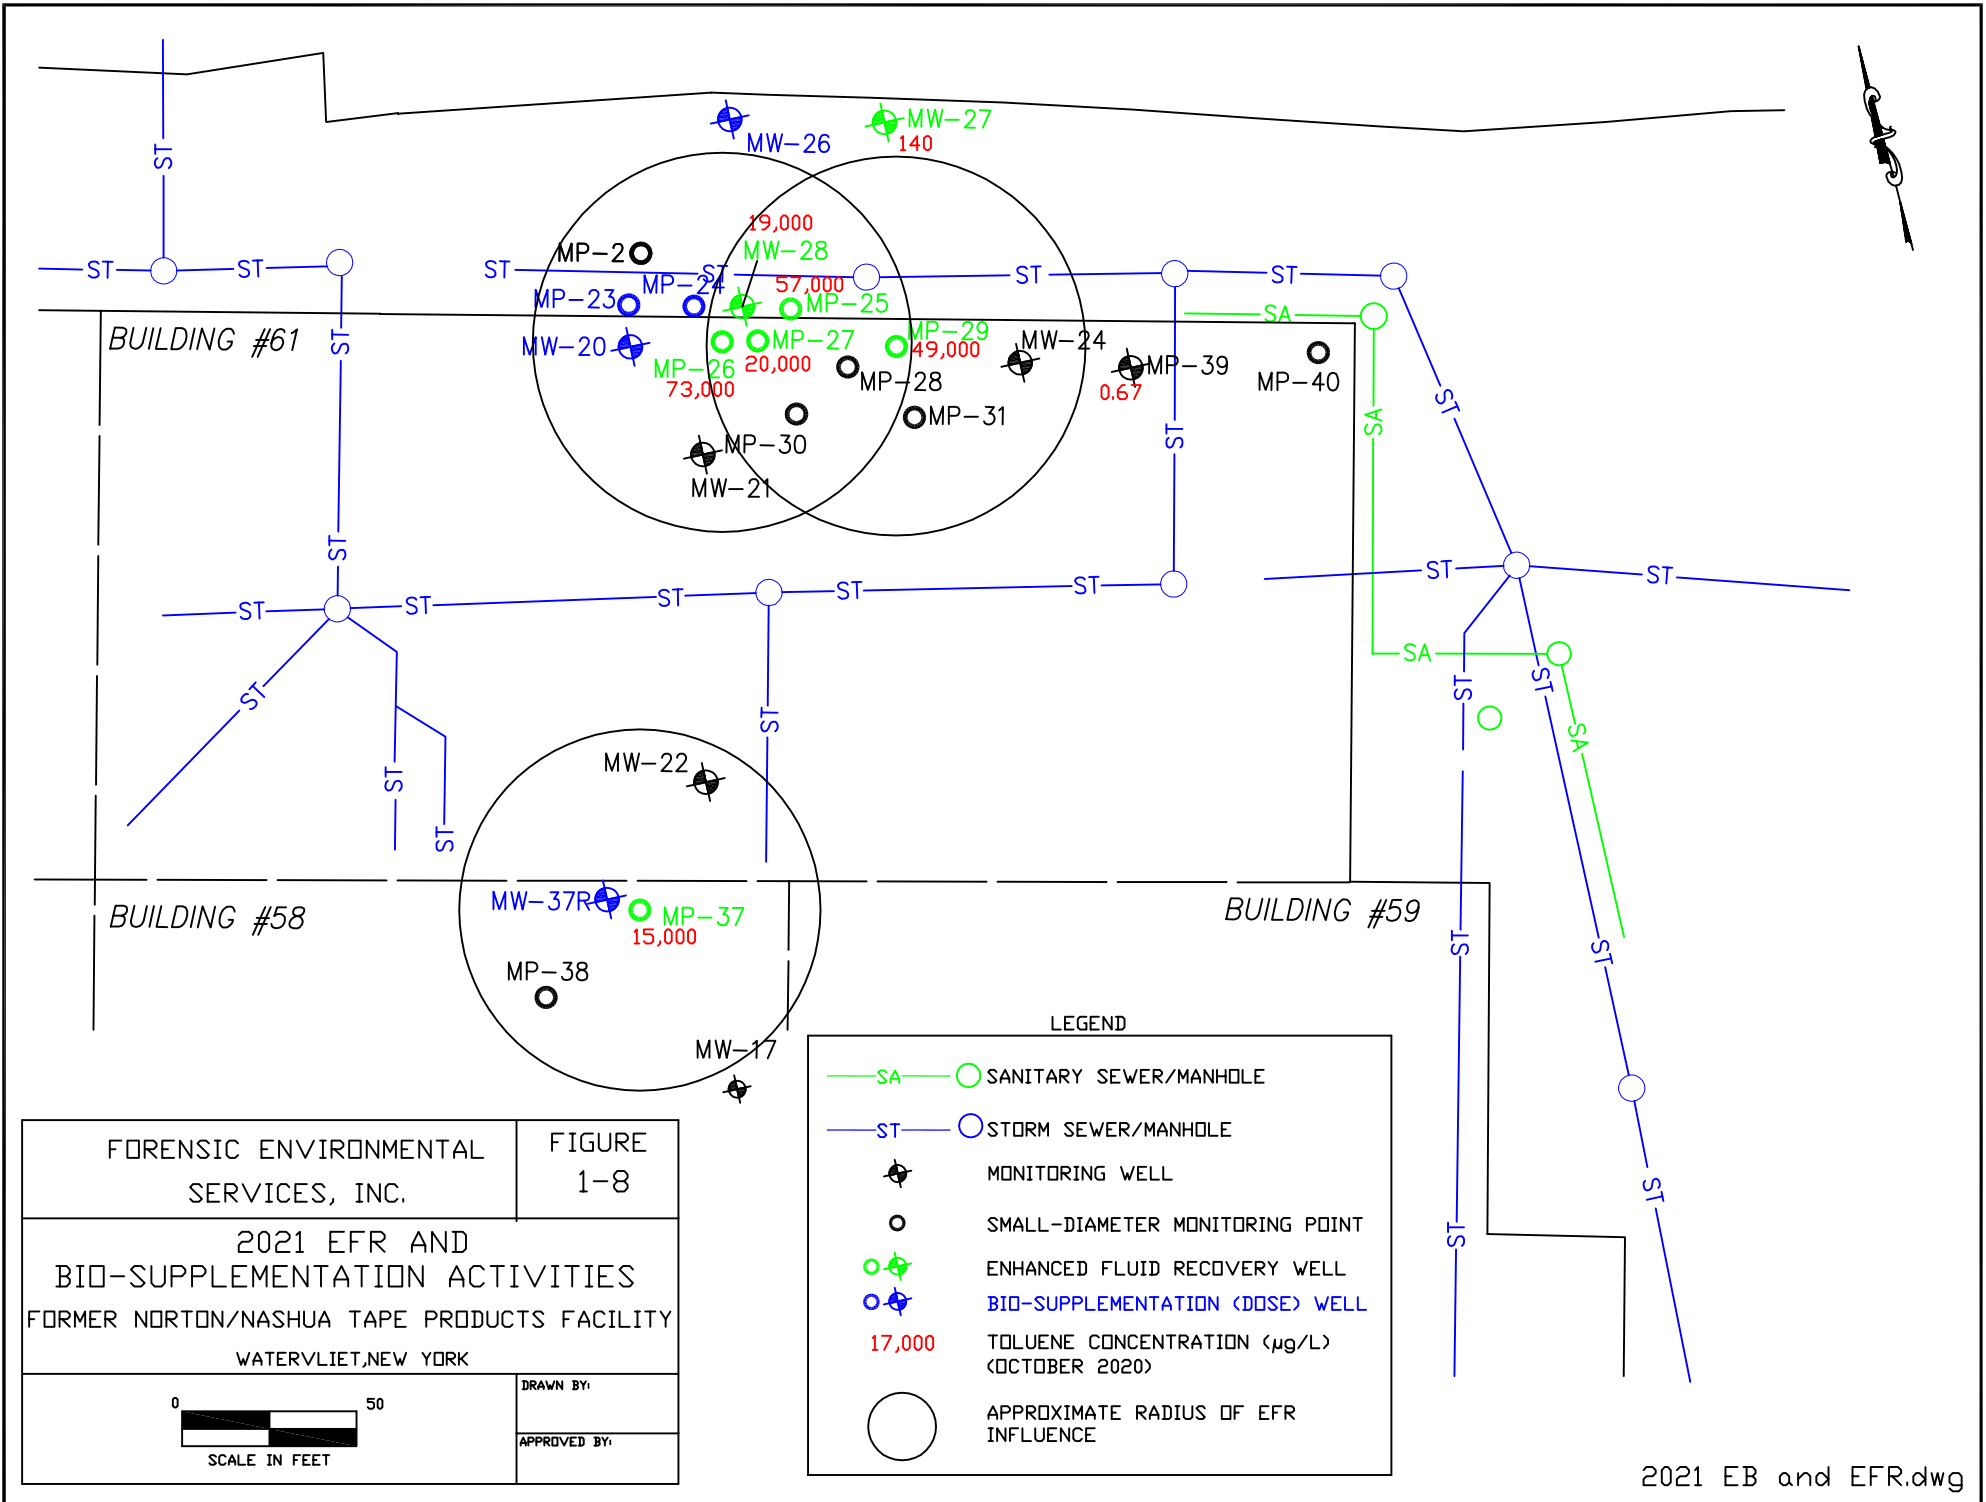 MW-26
MW-27
140
ST
19,000
MP-2
MW-28
ST
ST
ST
ST
ST
ST
57,000
MP-23
MP-24
MP-25
SA
BUILDING #61
ST
MW-20
MP-27
MP-29
MW-24
MP-26
20,000
49,000
MP-39
73,000
MP-28
0.67
MP-40
ST
MP-31
SA
MP-30
ST
MW-21
ST
ST
ST
ST
ST
ST
ST
ST
SA
ST
ST
ST
ST
SA
MW-22
ST
ST
MW-37R
MP-37
BUILDING #58
BUILDING #59
15,000
ST
ST
MP-38
MW-17
ST
ST
LEGEND
SA
SANITARY SEWER/MANHOLE
ST
STORM SEWER/MANHOLE
MONITORING WELL
SMALL-DIAMETER MONITORING POINT
ENHANCED FLUID RECOVERY WELL
BIO-SUPPLEMENTATION (DOSE) WELL
17,000
TOLUENE CONCENTRATION (µg/L)
(OCTOBER 2020)
APPROXIMATE RADIUS OF EFR
INFLUENCE
FORENSIC ENVIRONMENTAL
SERVICES, INC.
FIGURE
1-8
2021 EFR AND
BIO-SUPPLEMENTATION ACTIVITIES
FORMER NORTON/NASHUA TAPE PRODUCTS FACILITY
WATERVLIET,NEW YORK
0
50
SCALE IN FEET
DRAWN BY:
APPROVED BY:
2021 EB and EFR.dwg